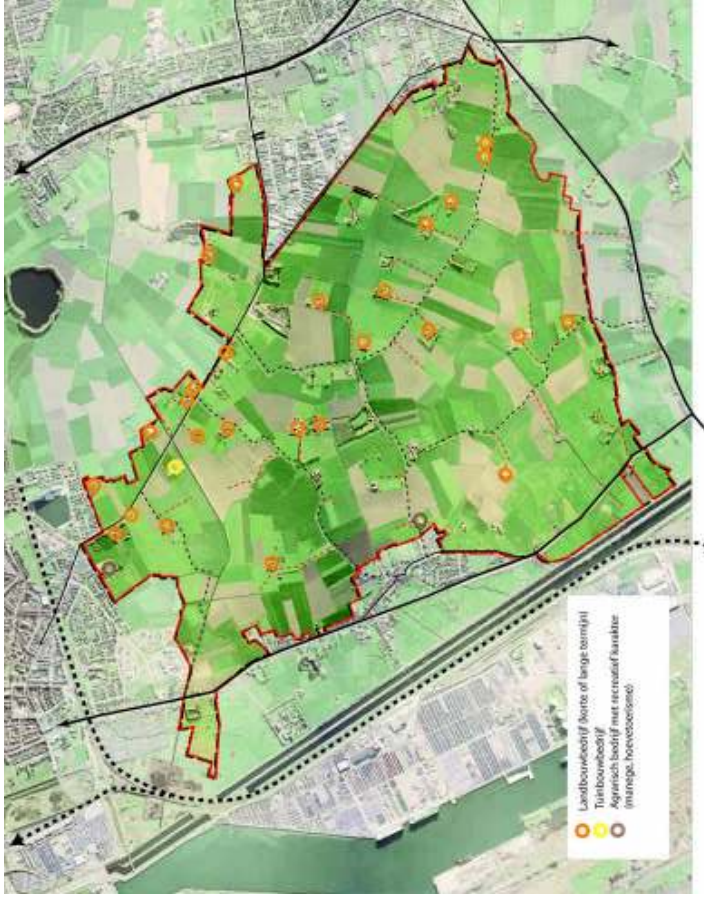 Landbouwbedrijf (korte of lange termijn)
Tuinbouwbedrijf
Agrarisch bedrijf met recreatief karakter
(manege, hoevetoerisme)